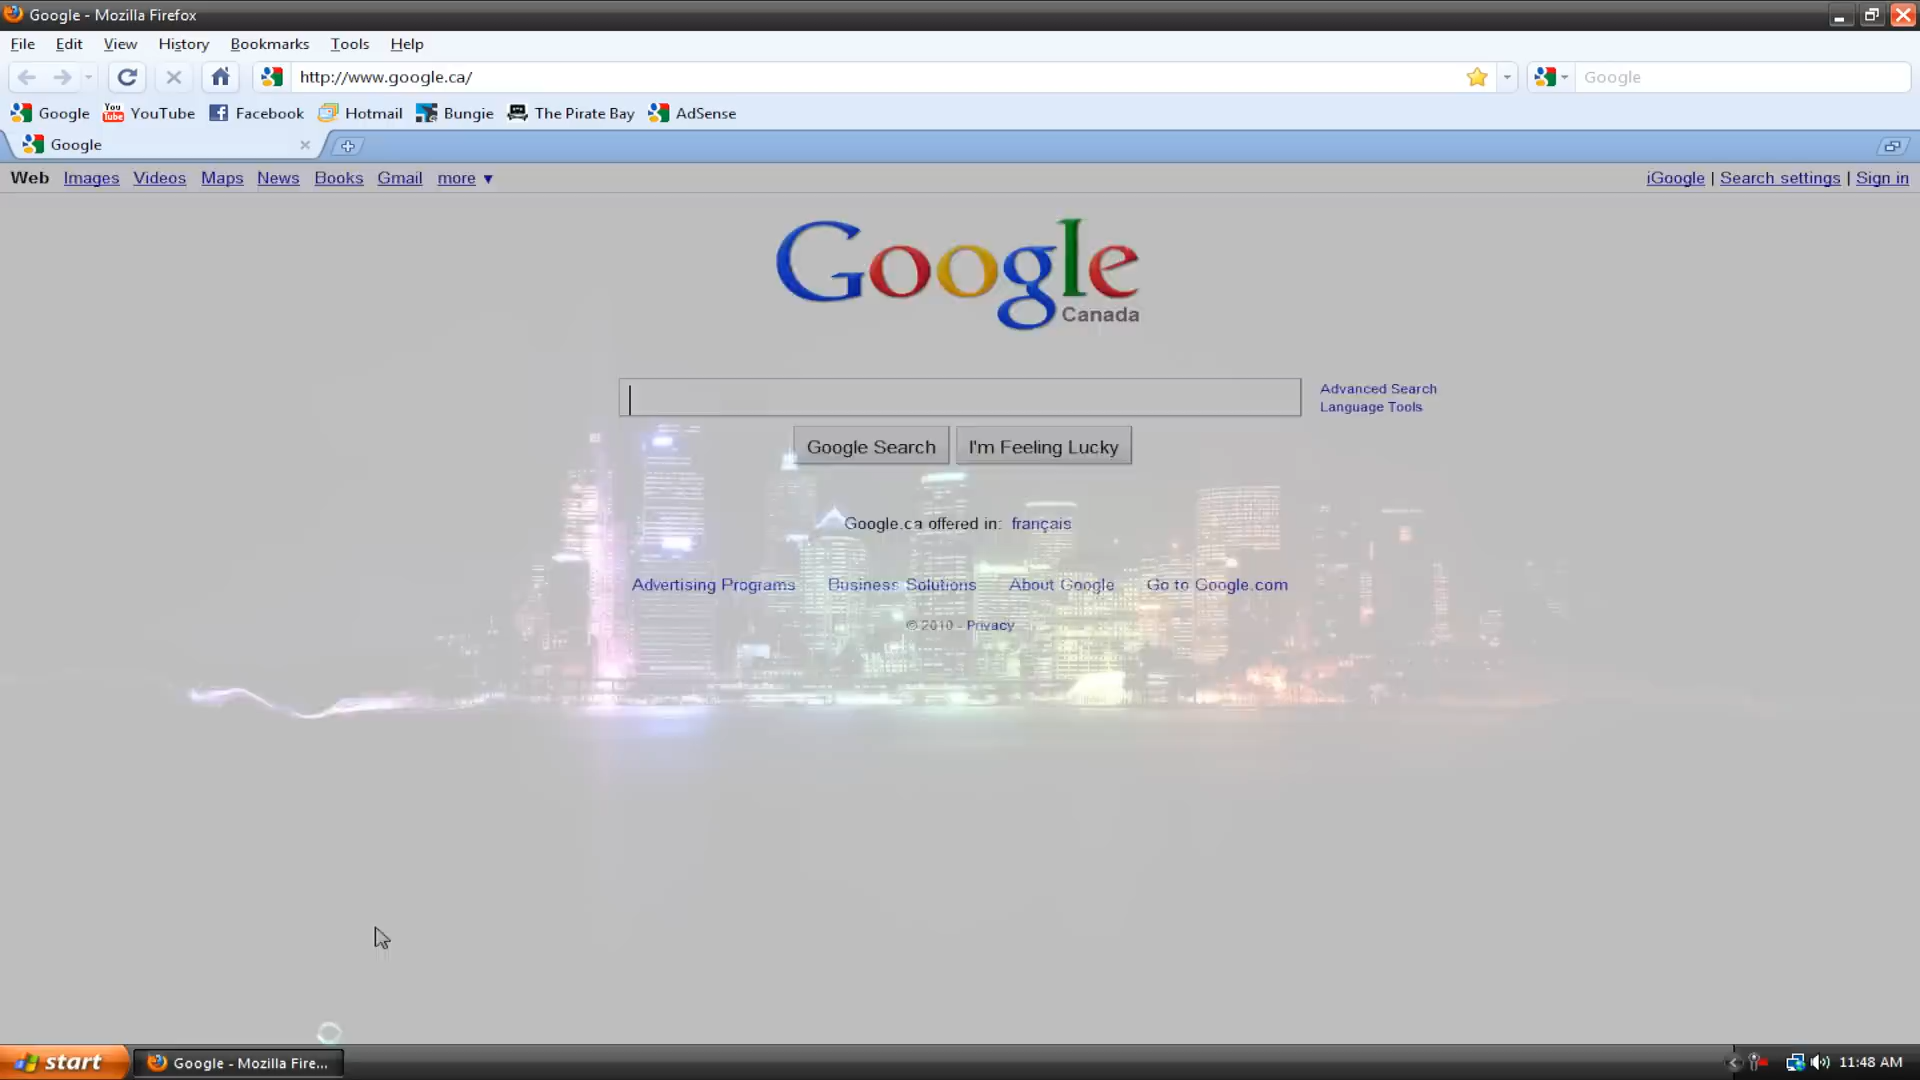 Google - Mozilla Firefox
File Edit View History Bookmarks Tools Help
http://www.google.ca/ Google
Google YouTube Facebook Hotmail Bungie The Pirate Bay AdSense
Google
Web Images Videos Maps News Books Gmail more ▼ iGoogle | Search settings | Sign in
Google
Canada
Advanced Search
Language Tools
Google Search I'm Feeling Lucky
Google.ca offered in: français
Advertising Programs Business Solutions About Google Go to Google.com
© 2010 - Privacy
start Google - Mozilla Fire... 11:48 AM